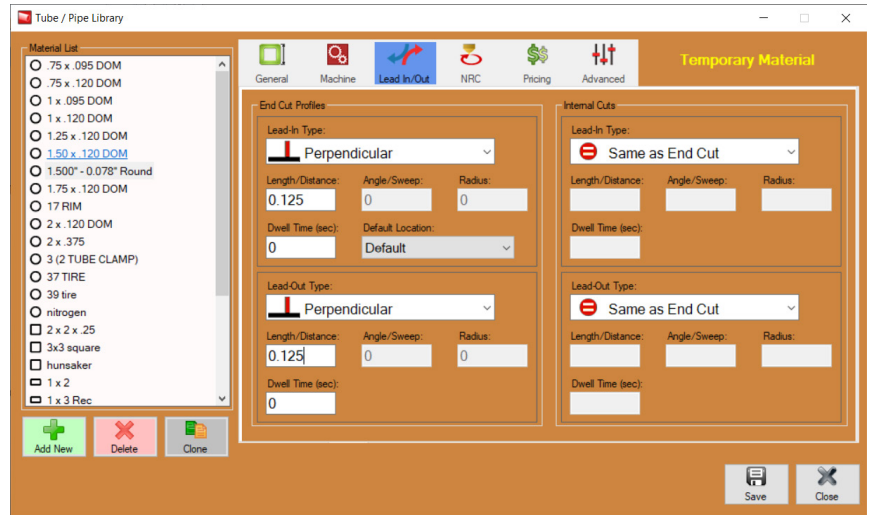 Tube / Pipe Library
Material List
.75 x .095 DOM
.75 x .120 DOM
1 x .095 DOM
1 x .120 DOM
1.25 x .120 DOM
1.50 x .120 DOM
1.500" - 0.078" Round
1.75 x .120 DOM
17 RIM
2 x .120 DOM
2 x .375
3 (2 TUBE CLAMP)
37 TIRE
39 tire
nitrogen
2 x 2 x .25
3x3 square
hunsaker
1 x 2
1 x 3 Rec
Add New Delete Clone
General Machine Lead In/Out NRC Pricing Advanced
Temporary Material
End Cut Profiles
Lead-In Type:
Perpendicular
Length/Distance: Angle/Sweep: Radius:
0.125 0 0
Dwell Time (sec): Default Location:
0 Default
Lead-Out Type:
Perpendicular
Length/Distance: Angle/Sweep: Radius:
0.125 0 0
Dwell Time (sec):
0
Internal Cuts
Lead-In Type:
Same as End Cut
Length/Distance: Angle/Sweep: Radius:
Dwell Time (sec):
Lead-Out Type:
Same as End Cut
Length/Distance: Angle/Sweep: Radius:
Dwell Time (sec):
Save Close